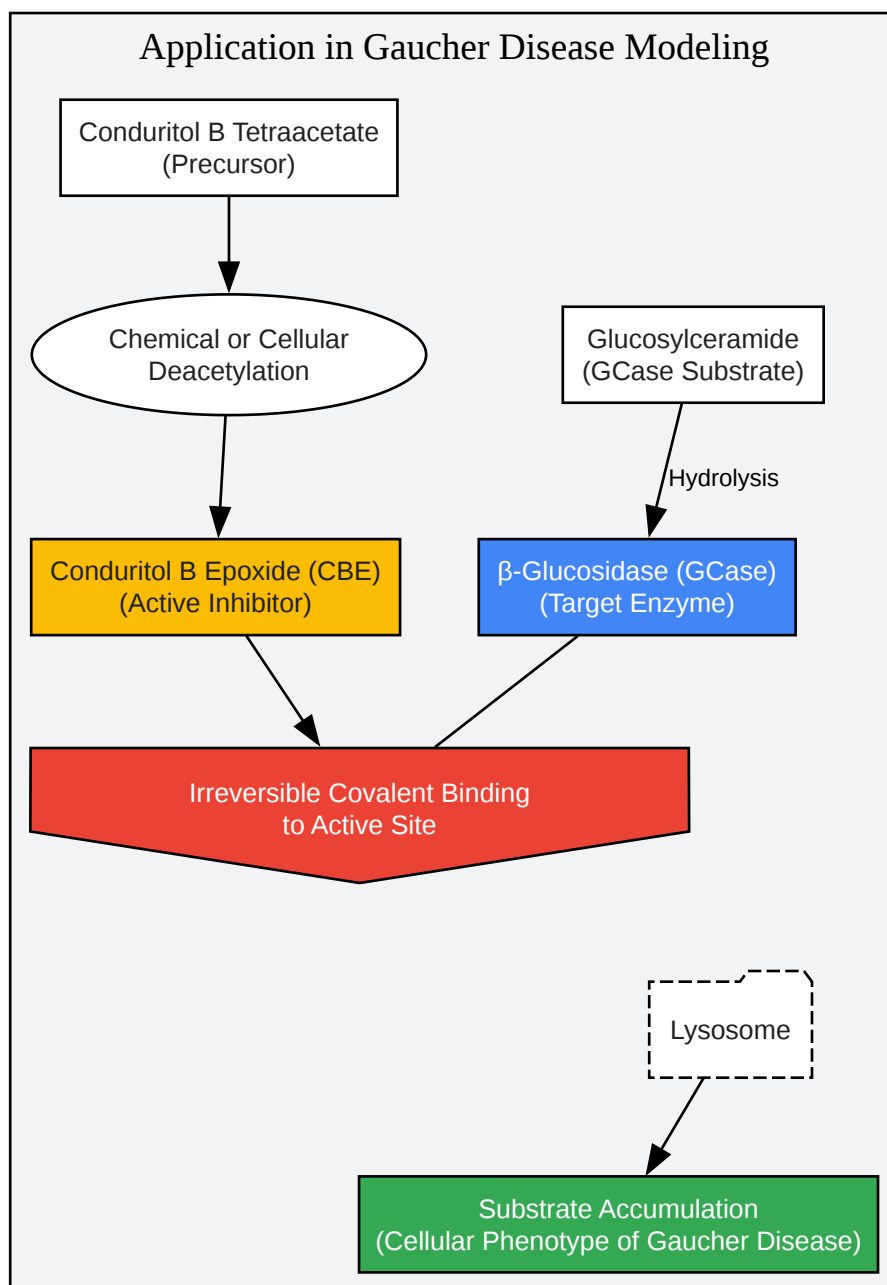 Application in Gaucher Disease Modeling
Conduritol B Tetraacetate
(Precursor)
Chemical or Cellular
Deacetylation
Glucosylceramide
(GCase Substrate)
Hydrolysis
Conduritol B Epoxide (CBE)
(Active Inhibitor)
β-Glucosidase (GCase)
(Target Enzyme)
Irreversible Covalent Binding
to Active Site
Lysosome
Substrate Accumulation
(Cellular Phenotype of Gaucher Disease)